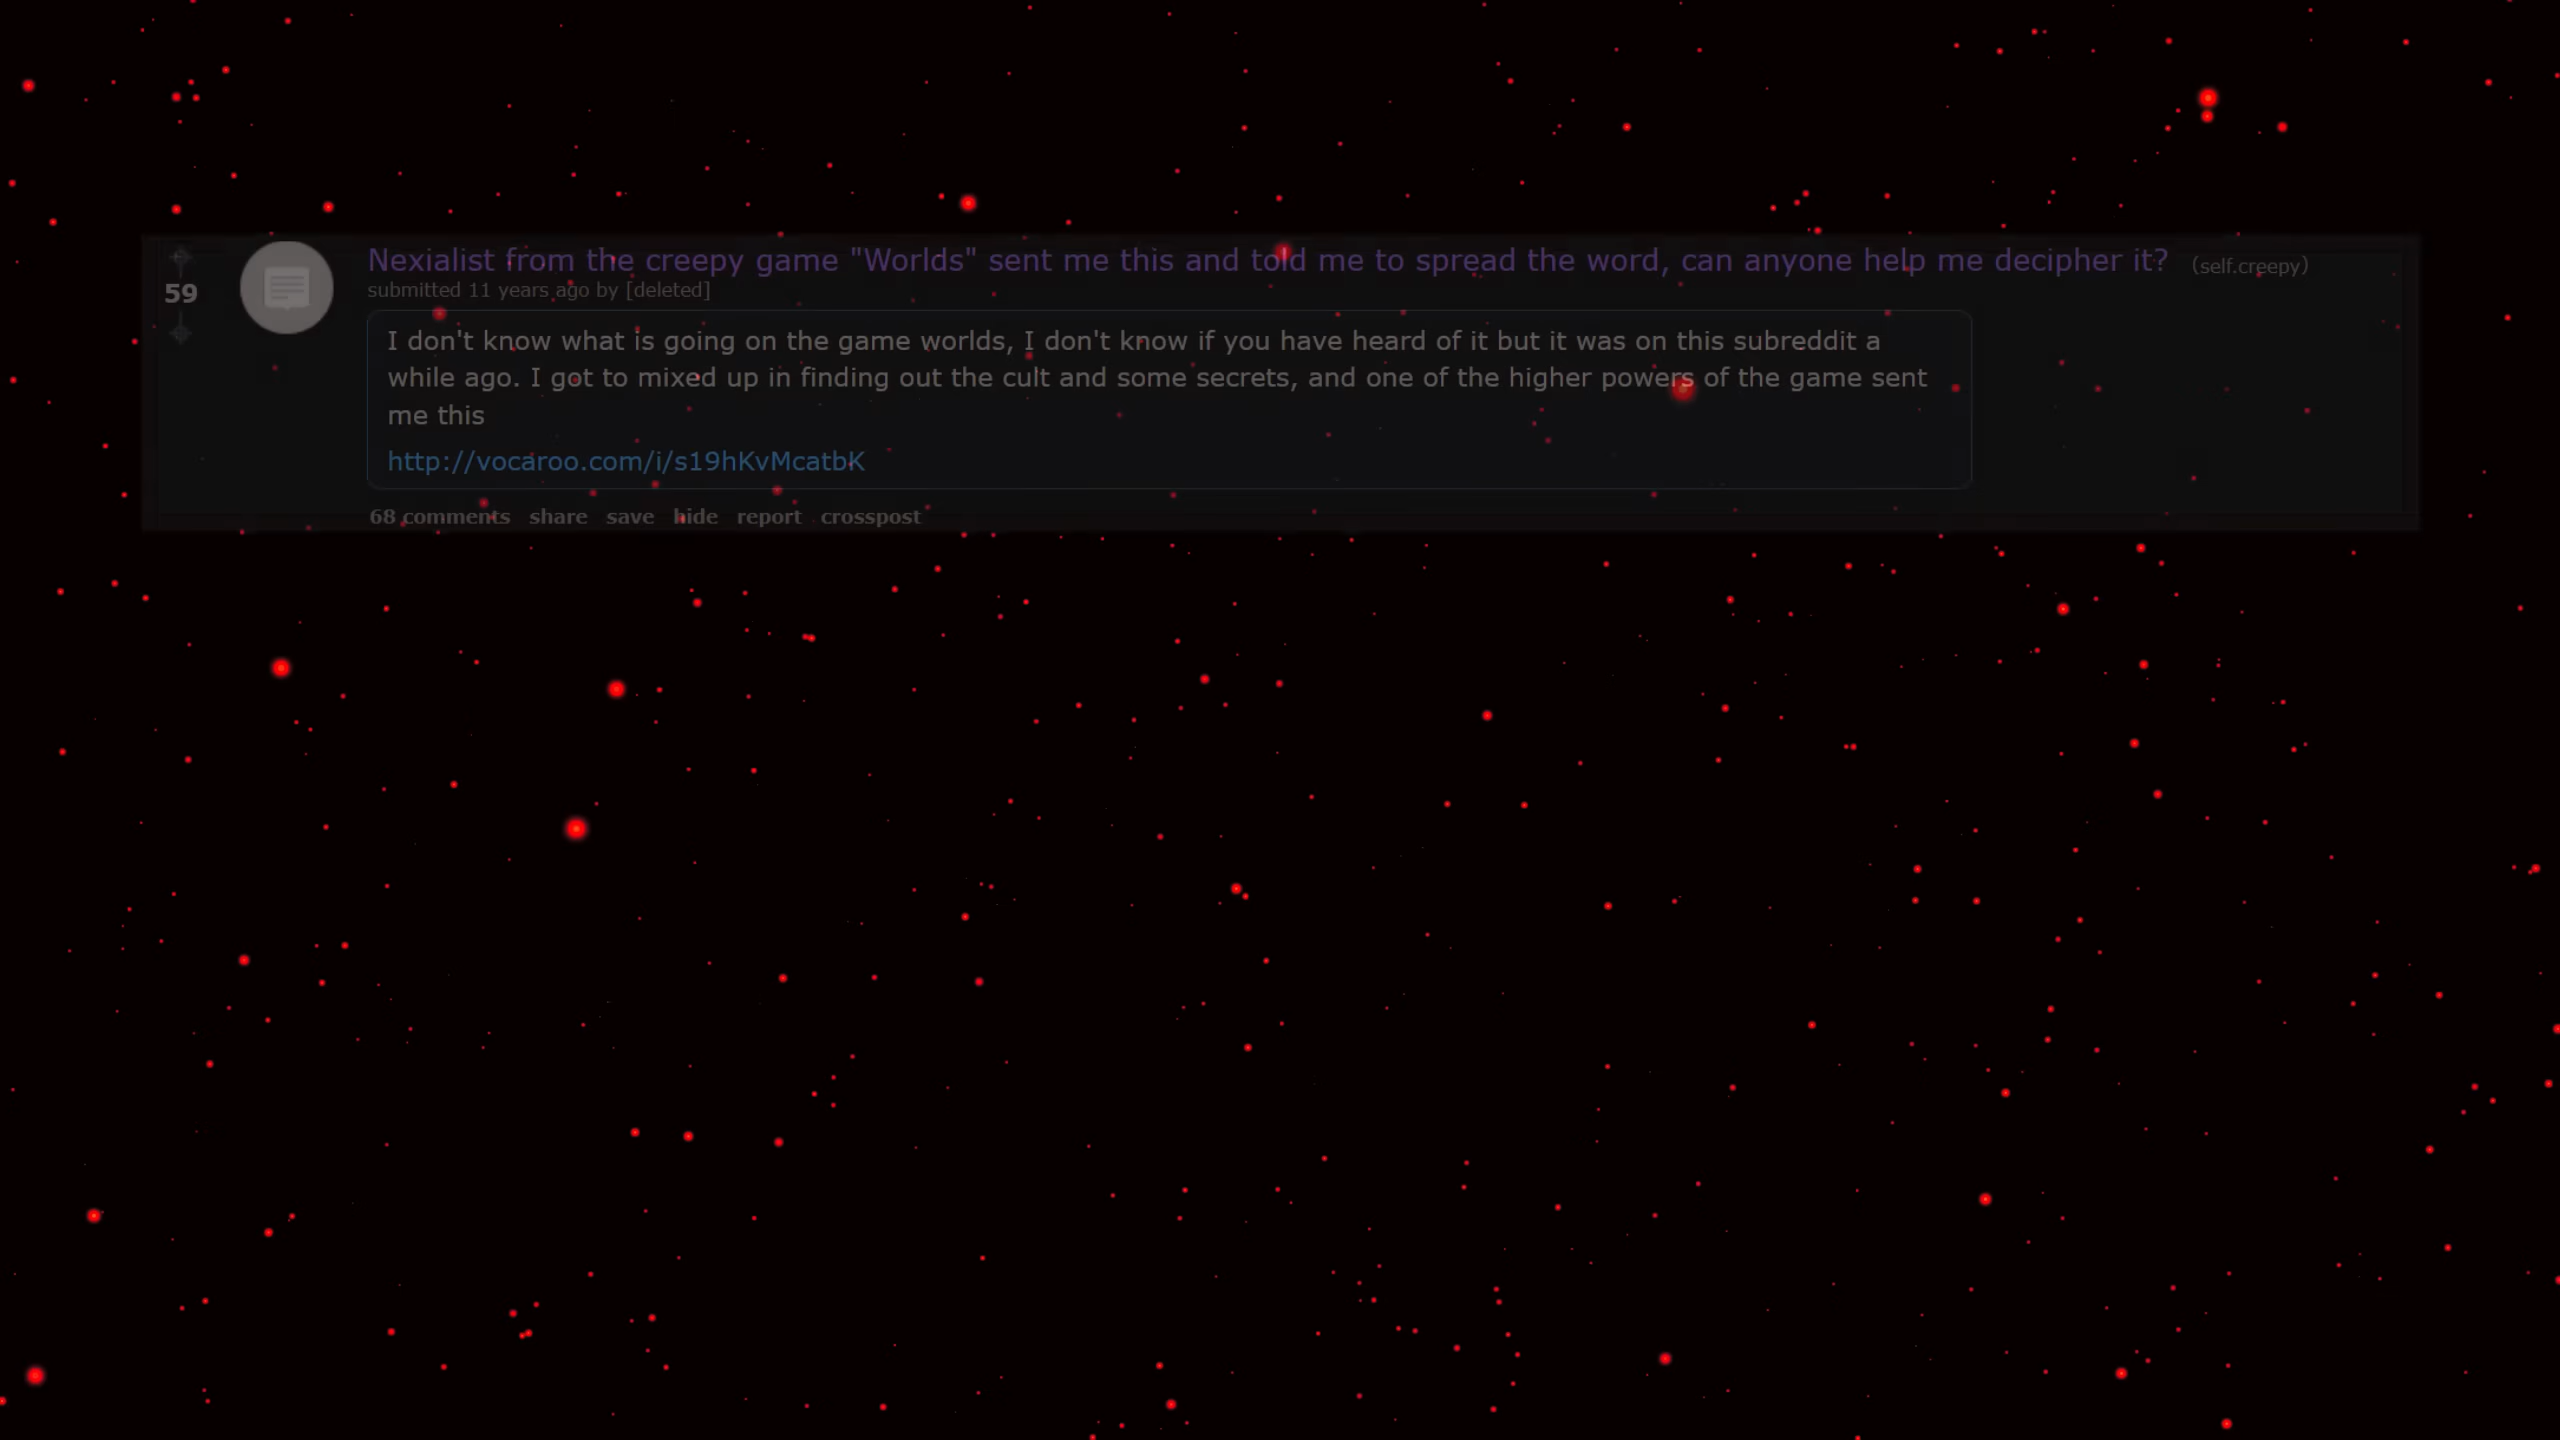 Nexialist from the creepy game "Worlds" sent me this and told me to spread the word, can anyone help me decipher it? (self.creepy)
59
submitted 11 years ago by [deleted]
I don't know what is going on the game worlds, I don't know if you have heard of it but it was on this subreddit a
while ago. I got to mixed up in finding out the cult and some secrets, and one of the higher powers of the game sent
me this
http://vocaroo.com/i/s19hKvMcatbK
68 comments share save hide report crosspost